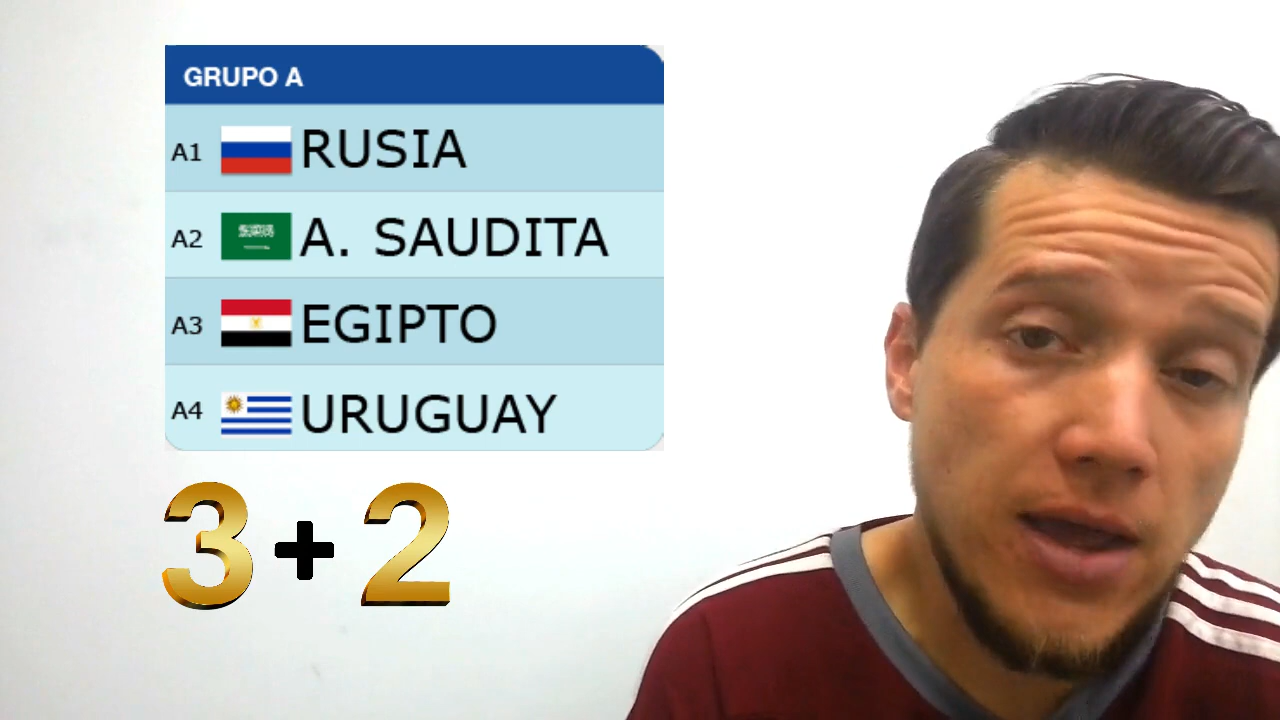 GRUPO A
A1 RUSIA
A2 A. SAUDITA
A3 EGIPTO
A4 URUGUAY
3+2